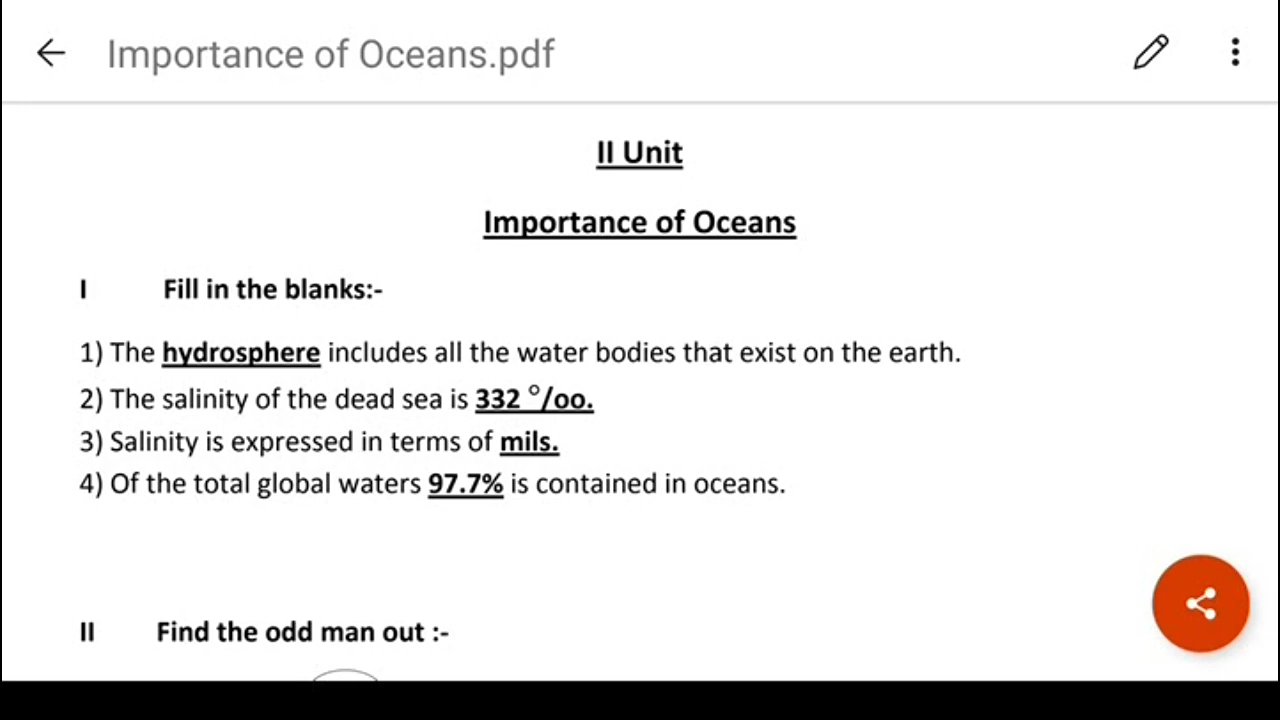 Importance of Oceans.pdf
II Unit
Importance of Oceans
I Fill in the blanks:-
1) The hydrosphere includes all the water bodies that exist on the earth.
2) The salinity of the dead sea is 332 °/oo.
3) Salinity is expressed in terms of mils.
4) Of the total global waters 97.7% is contained in oceans.
II Find the odd man out :-